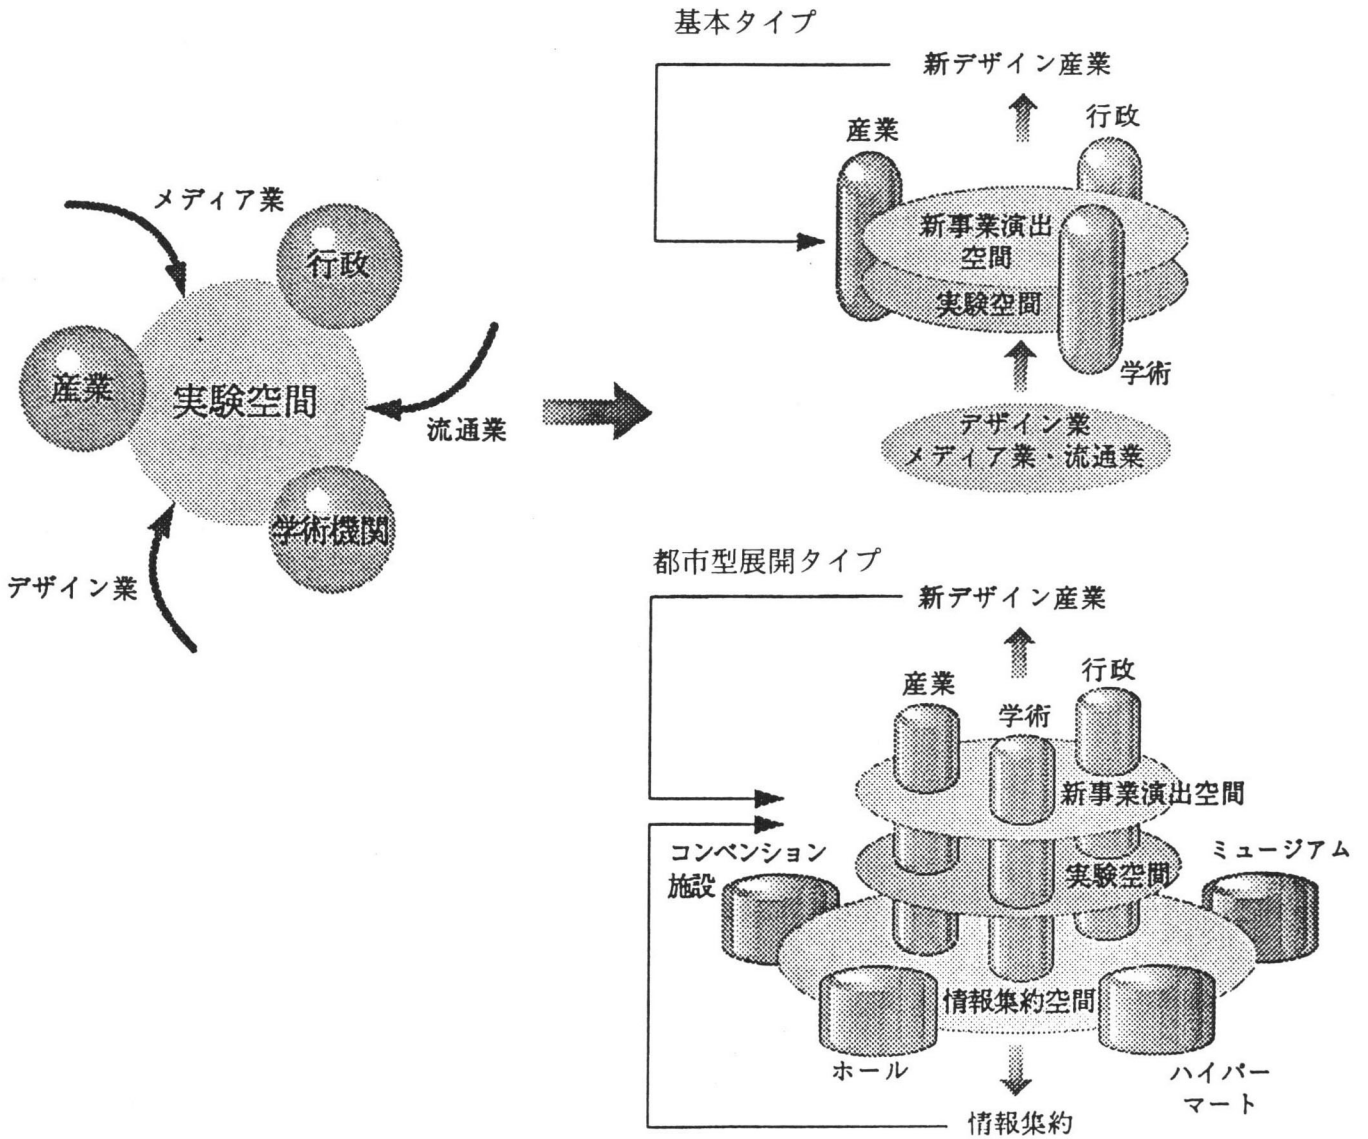 メディア業
行政
産業
実験空間
流通業
学術機関
デザイン業
基本タイプ
新デザイン産業
産業
行政
新事業演出
空間
実験空間
学術
デザイン業
メディア業・流通業
都市型展開タイプ
新デザイン産業
産業
学術
行政
新事業演出空間
コンベンション
施設
実験空間
ミュージアム
情報集約空間
ホール
ハイパー
マート
情報集約